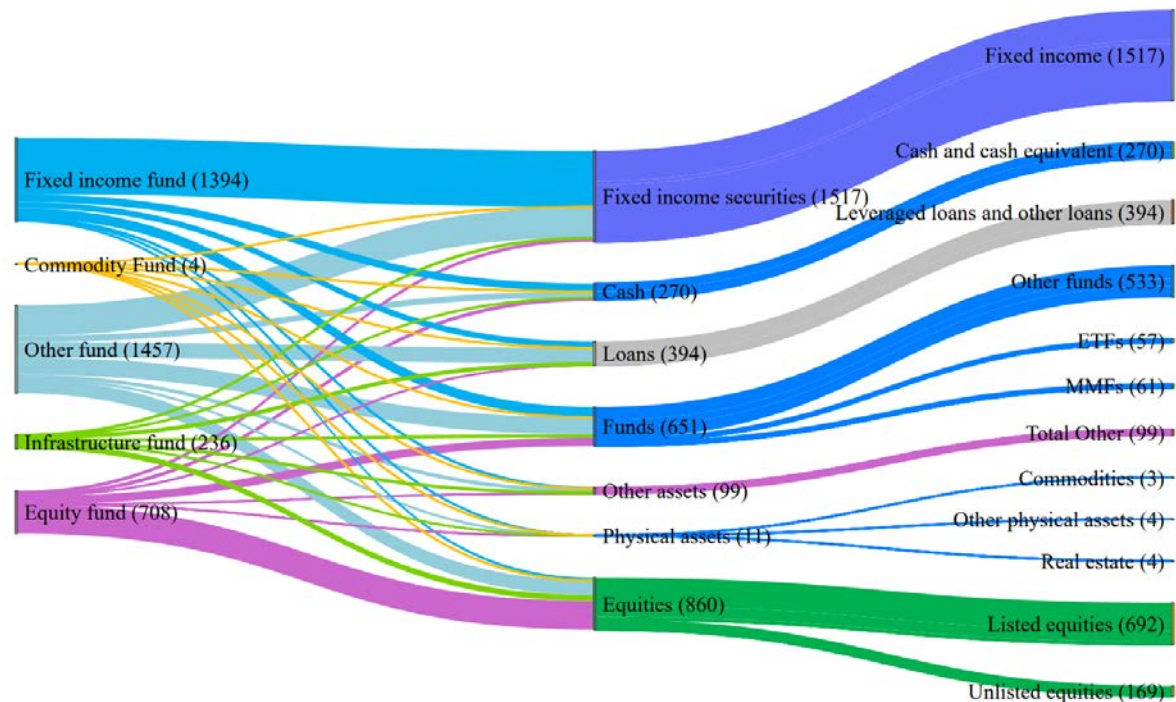 Fixed income fund (1394)
Commodity Fund (4)
Other fund (1457)
Infrastructure fund (236)
Equity fund (708)
Fixed income securities (1517)
Cash (270)
Loans (394)
Funds (651)
Other assets (99)
Physical assets (11)
Equities (860)
Fixed income (1517)
Cash and cash equivalent (270)
Leveraged loans and other loans (394)
Other funds (533)
ETFs (57)
MMFs (61)
Total Other (99)
Commodities (3)
Other physical assets (4)
Real estate (4)
Listed equities (692)
Unlisted equities (169)